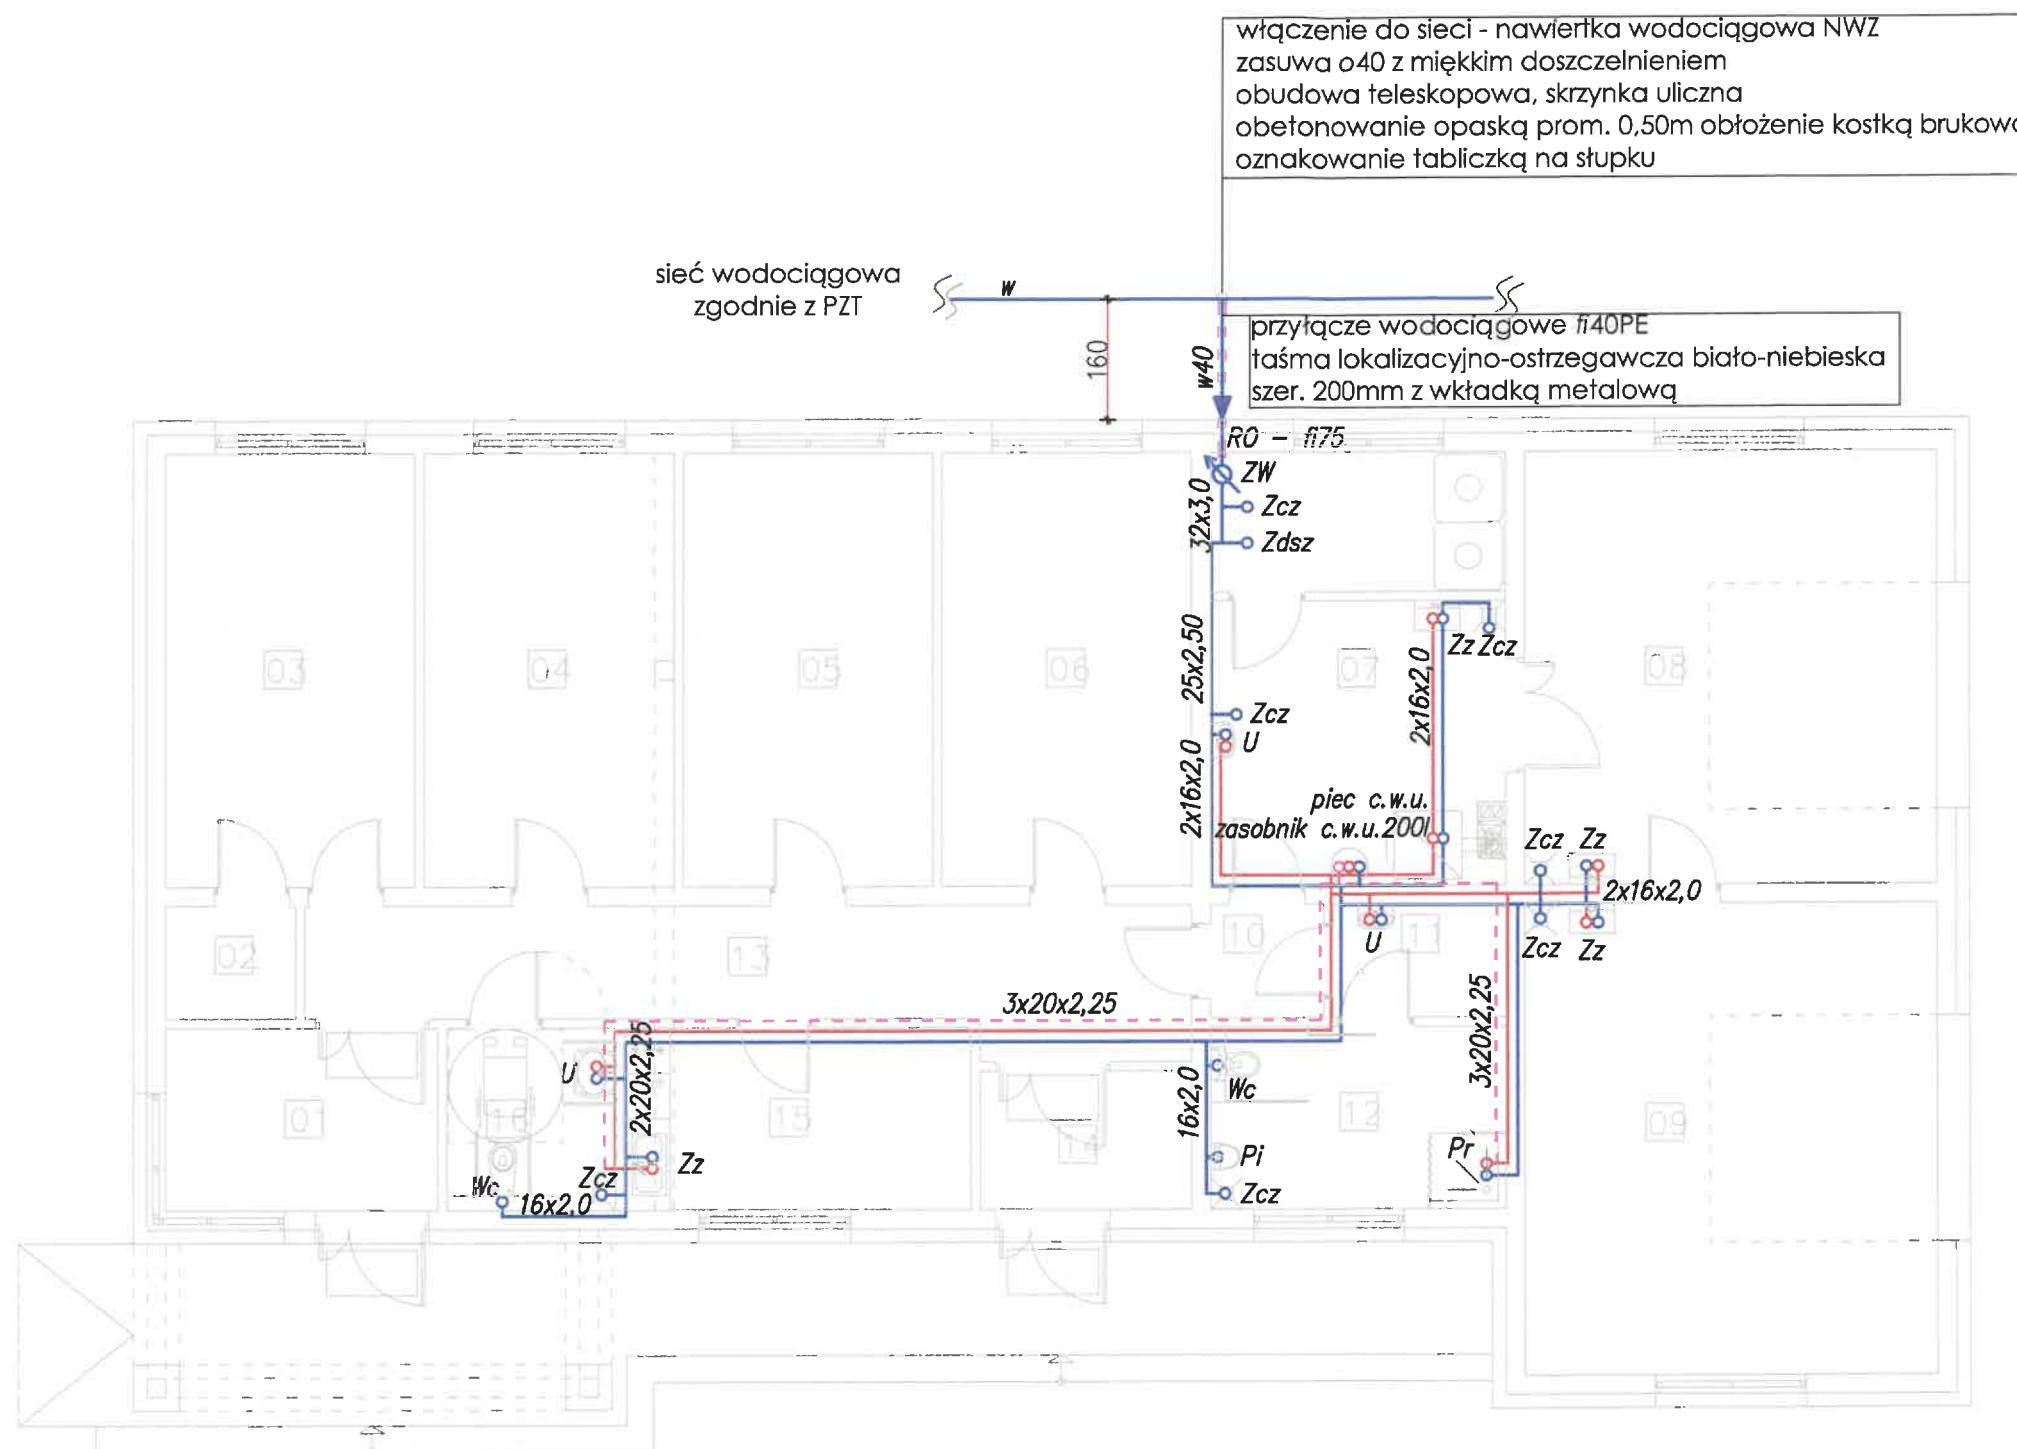 włączenie do sieci - nawiertka wodociągowa NWZ
zasuwa o40 z miękkim doszczelnieniem
obudowa teleskopowa, skrzynka uliczna
obetonowanie opaską prom. 0,50m obłożenie kostką brukową
oznakowanie tabliczką na słupku
sieć wodociągowa
zgodnie z PZT
w
160
w40
przyłącze wodociągowe fi40PE
taśma lokalizacyjno-ostrzegawcza biało-niebieska
szer. 200mm z wkładką metalową
RO - fi75
ZW
Zcz
Zdsz
32x3,0
25x2,50
03
04
05
06
07
08
Zz Zcz
2x16x2,0
Zcz
U
2x16x2,0
piec c.w.u.
zasobnik c.w.u.200l
Zcz Zz
2x16x2,0
Zcz Zz
U
02
13
10
11
3x20x2,25
3x20x2,25
2x20x2,25
U
01
16
15
14
12
09
16x2,0
Wc
Pi
Zcz
Pr
Zz
Zcz
Wc
16x2,0